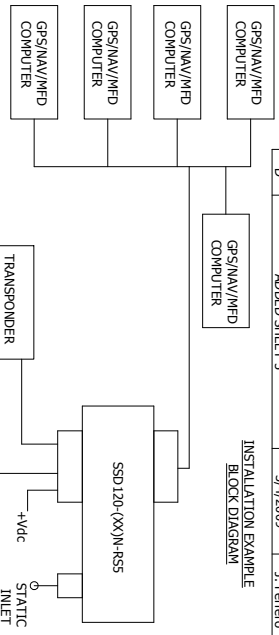 ADDED SHEET 3
INSTALLATION EXAMPLE
BLOCK DIAGRAM
GPS/NAV/MFD
COMPUTER
GPS/NAV/MFD
COMPUTER
GPS/NAV/MFD
COMPUTER
GPS/NAV/MFD
COMPUTER
GPS/NAV/MFD
COMPUTER
SSD120-(XX)N-RS5
TRANSPONDER
+Vdc
STATIC
INLET